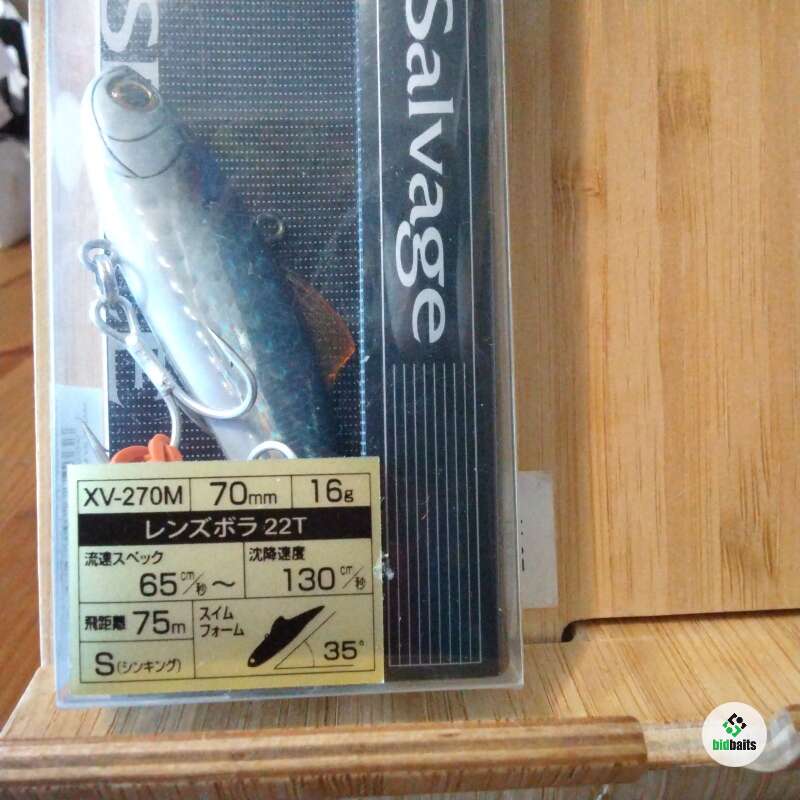 Salvage
XV-270M 70mm 16g
レンズボラ 22T
流速スペック 沈降速度
65cm/秒〜 130cm/秒
飛距離 75m スイム
フォーム
S(シンキング) 35°
bidbaits